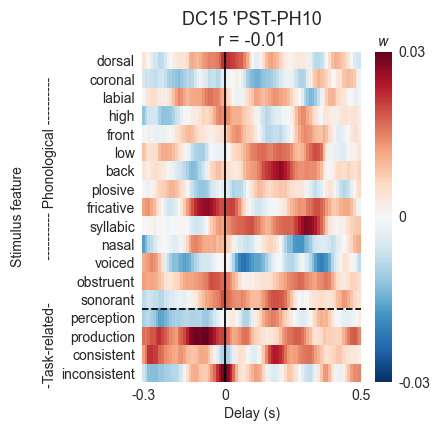 DC15 'PST-PH10
r = -0.01
w
dorsal
coronal
labial
high
front
low
back
plosive
fricative
syllabic
nasal
voiced
obstruent
sonorant
perception
production
consistent
inconsistent
Stimulus feature
---------- Phonological ----------
-Task-related-
0.03
0
-0.03
-0.3
0
0.5
Delay (s)